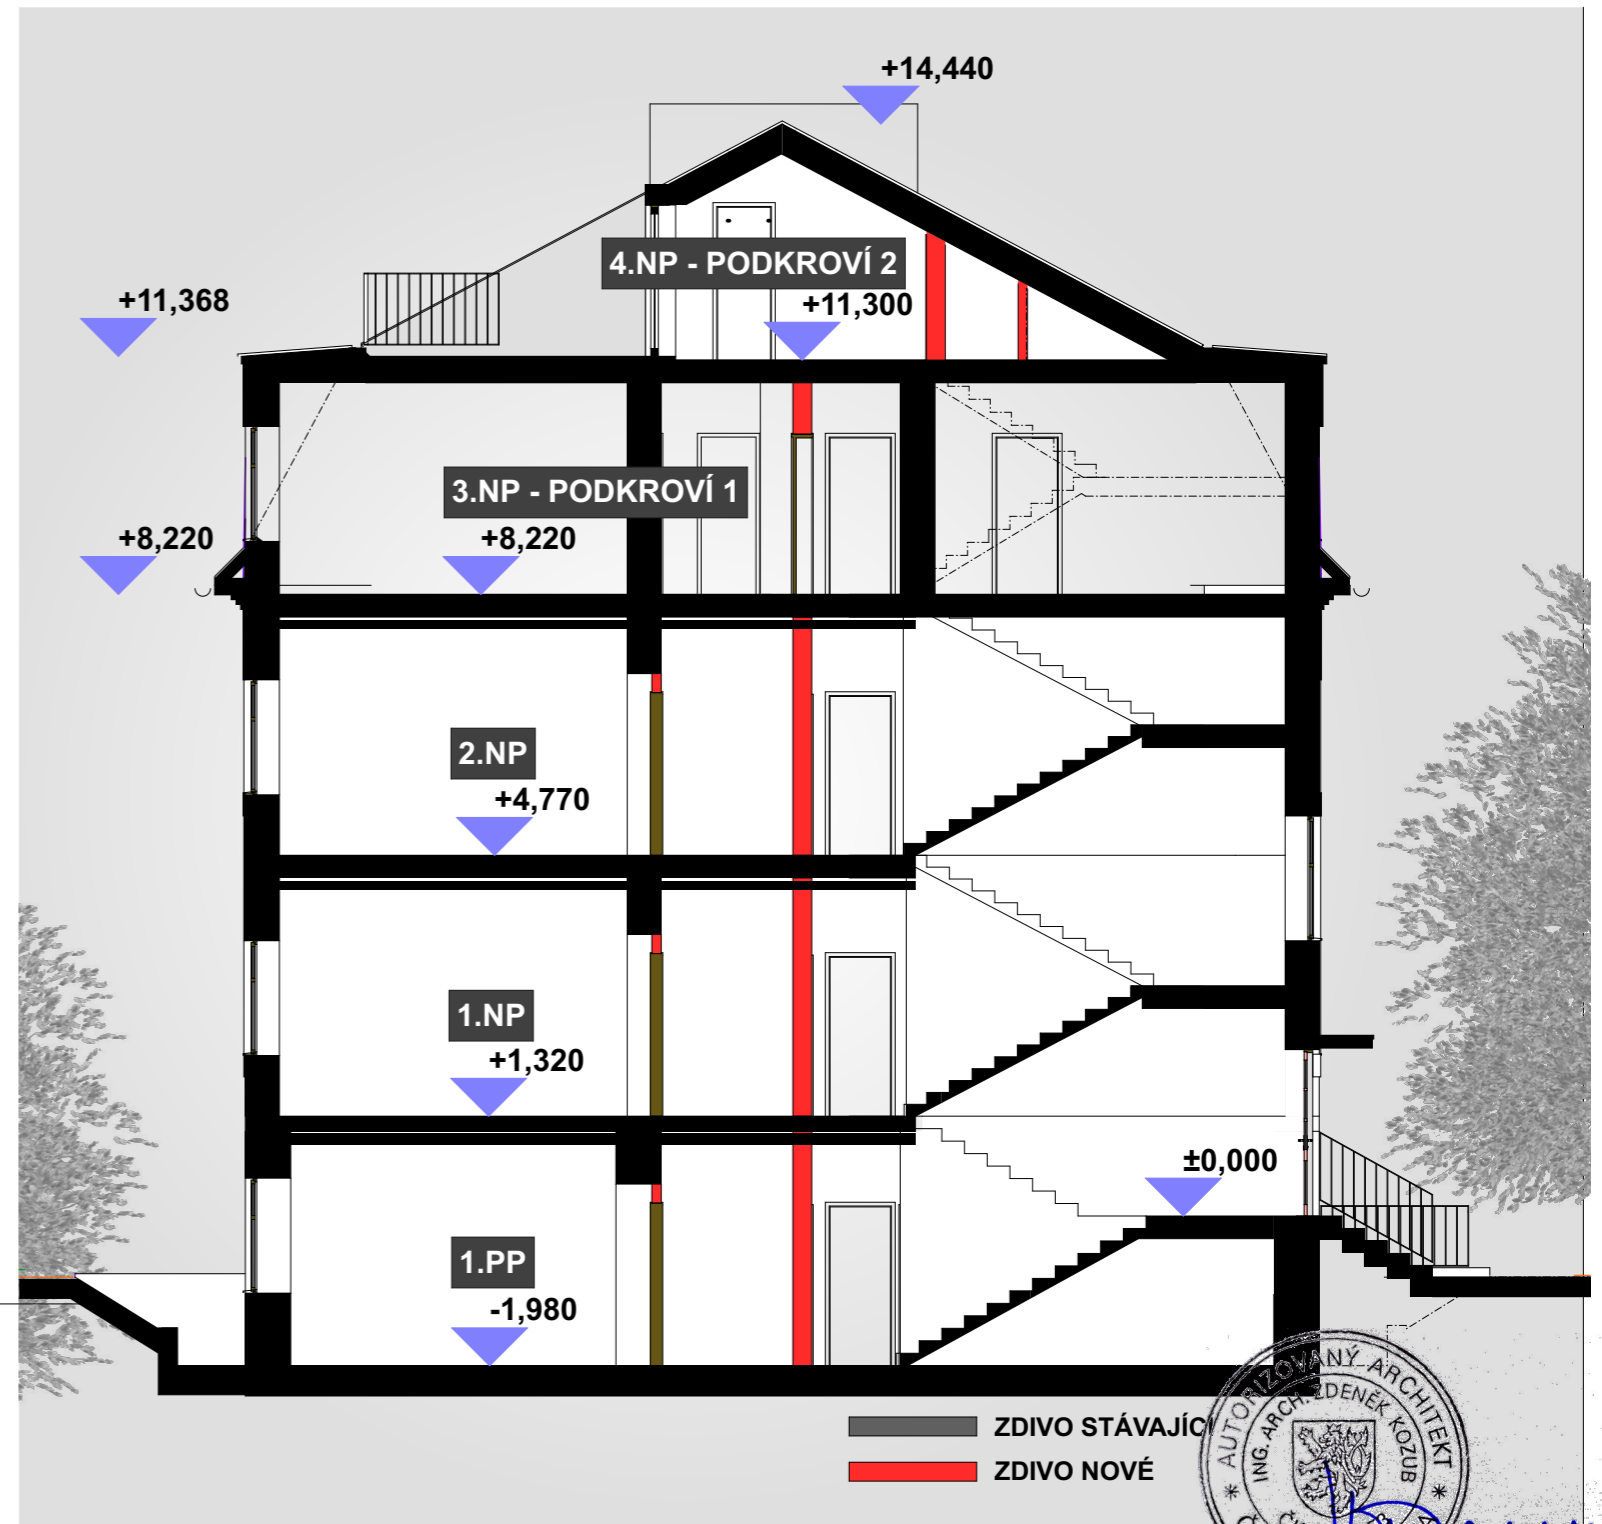 +14,440
4.NP - PODKROVÍ 2
+11,368
+11,300
3.NP - PODKROVÍ 1
+8,220
+8,220
2.NP
+4,770
1.NP
+1,320
±0,000
1.PP
-1,980
ZDIVO STÁVAJÍCÍ
ZDIVO NOVÉ
* AUTORIZOVANÝ ARCHITEKT *
ING. ARCH. ZDENĚK KOZUB